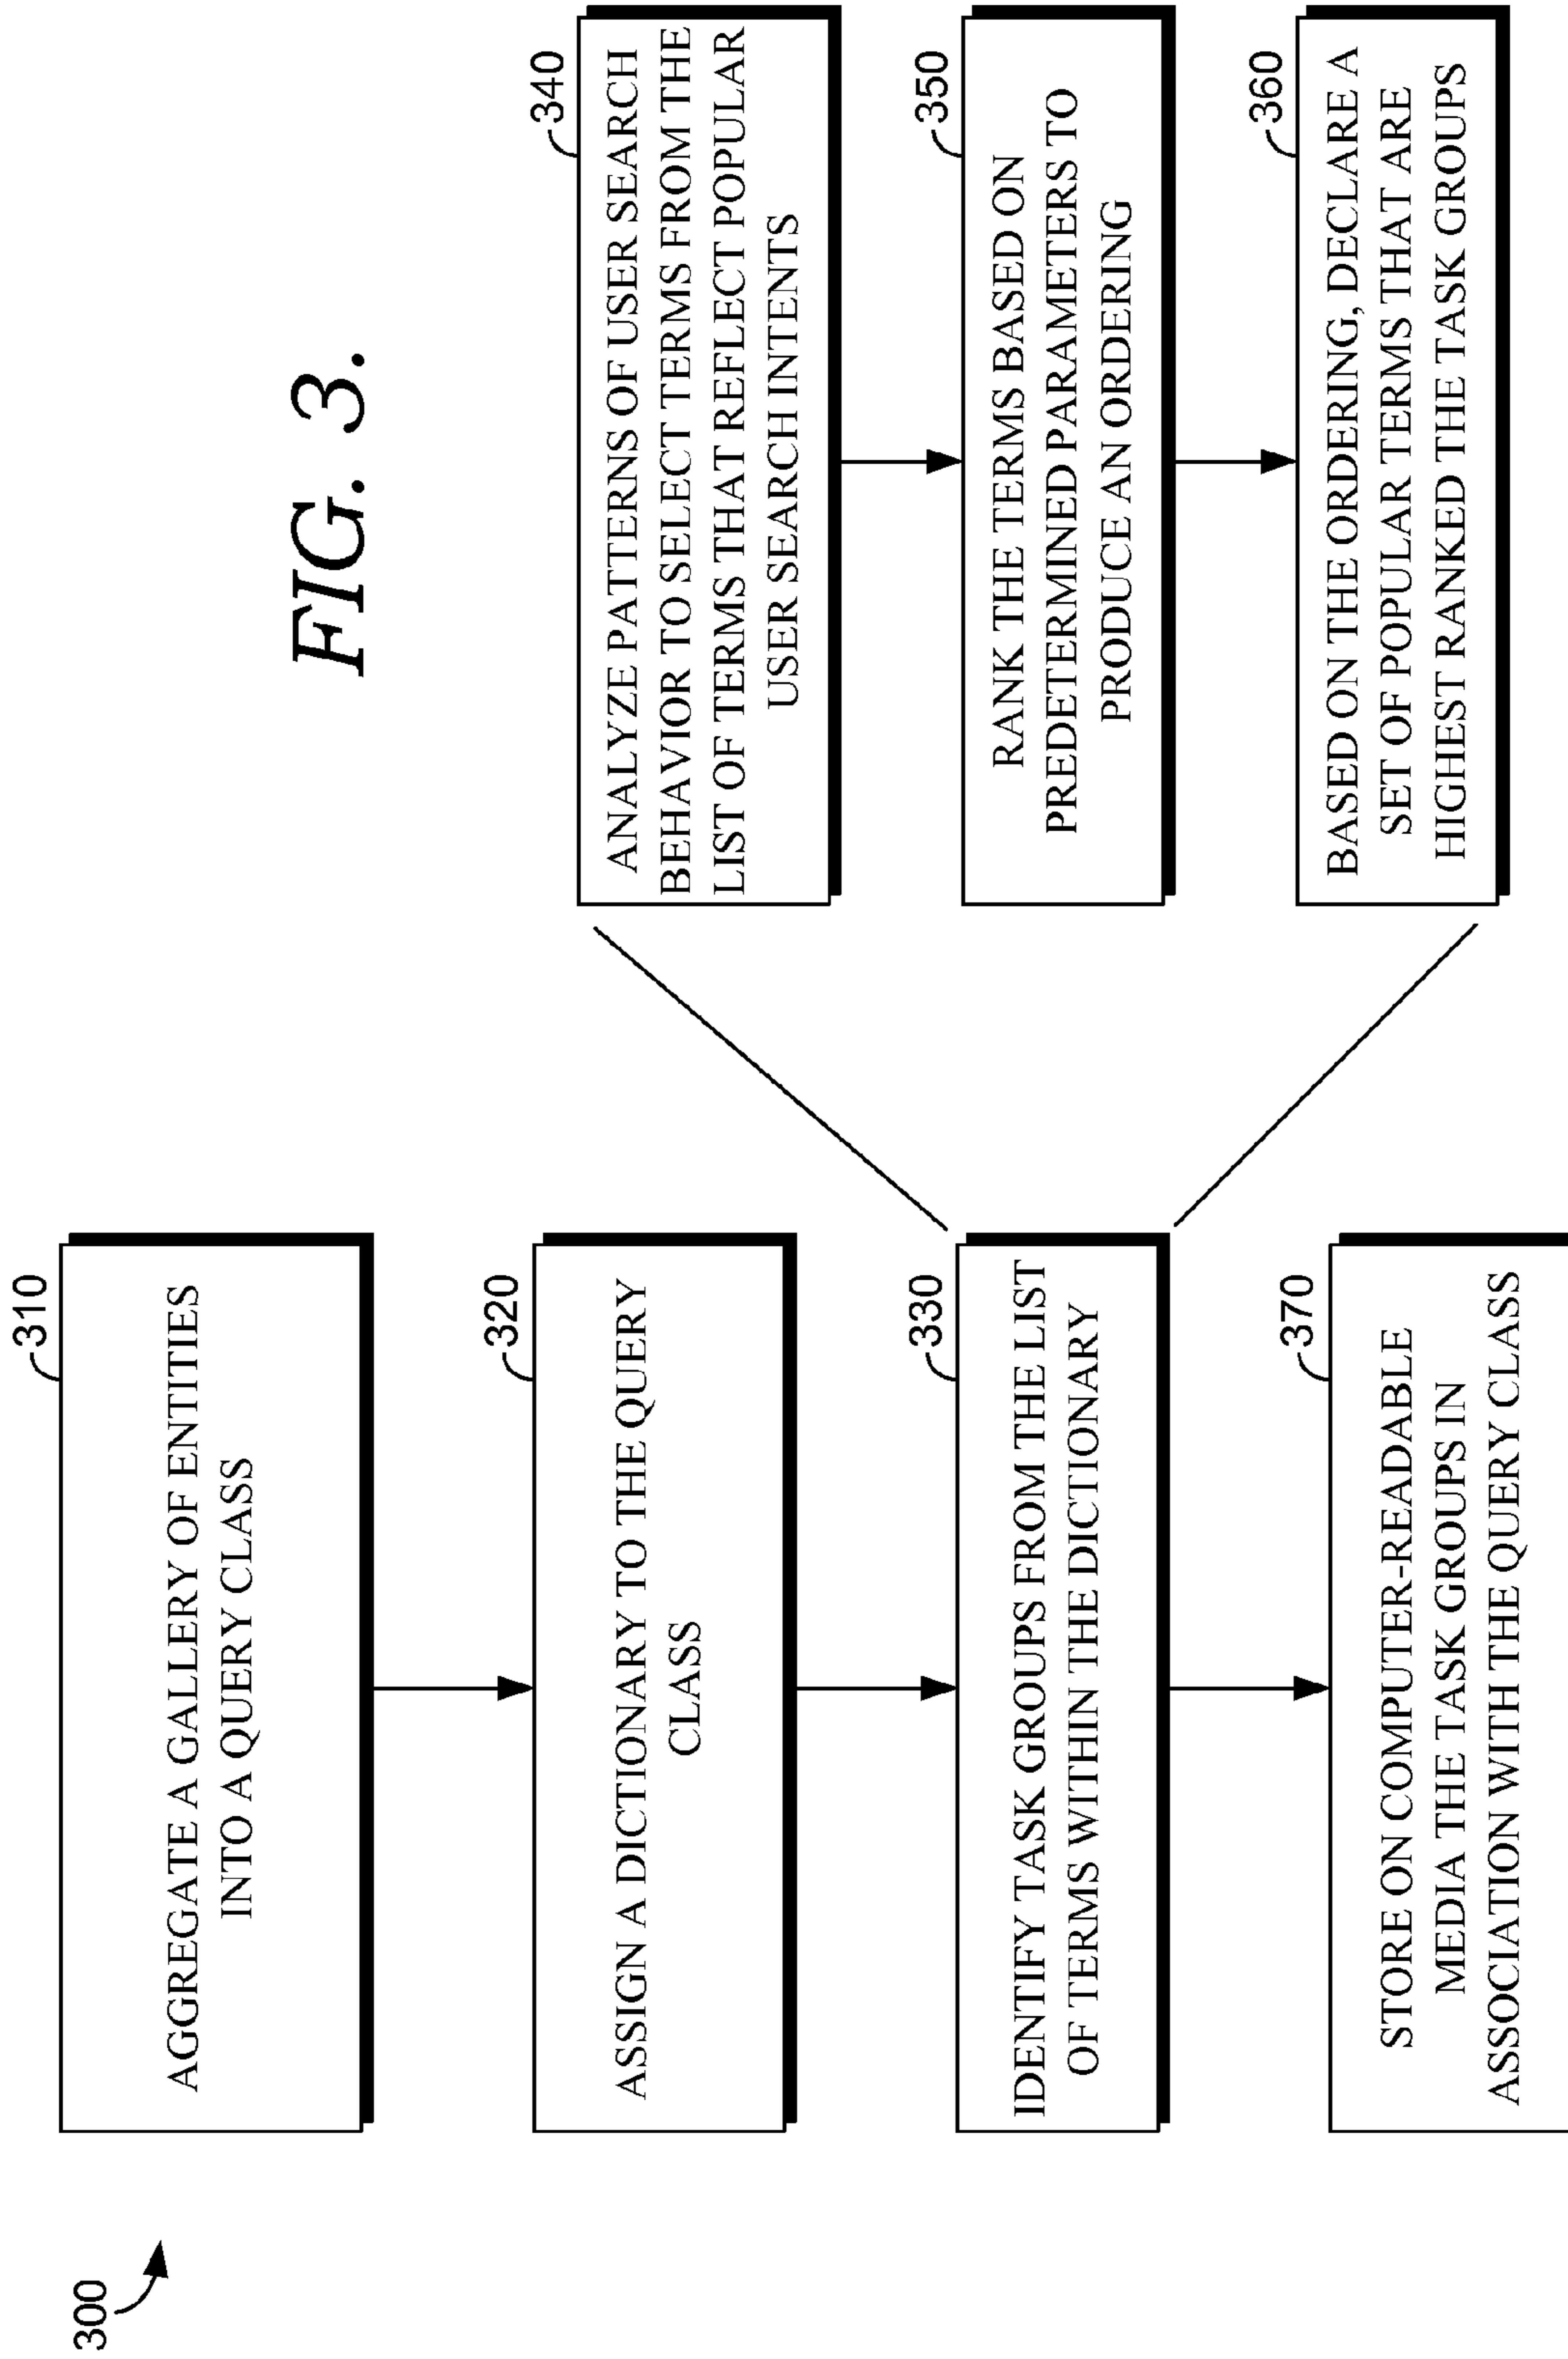 300
310
AGGREGATE A GALLERY OF ENTITIES
INTO A QUERY CLASS
320
ASSIGN A DICTIONARY TO THE QUERY
CLASS
330
IDENTIFY TASK GROUPS FROM THE LIST
OF TERMS WITHIN THE DICTIONARY
370
STORE ON COMPUTER-READABLE
MEDIA THE TASK GROUPS IN
ASSOCIATION WITH THE QUERY CLASS
FIG. 3.
340
ANALYZE PATTERNS OF USER SEARCH
BEHAVIOR TO SELECT TERMS FROM THE
LIST OF TERMS THAT REFLECT POPULAR
USER SEARCH INTENTS
350
RANK THE TERMS BASED ON
PREDETERMINED PARAMETERS TO
PRODUCE AN ORDERING
360
BASED ON THE ORDERING, DECLARE A
SET OF POPULAR TERMS THAT ARE
HIGHEST RANKED THE TASK GROUPS